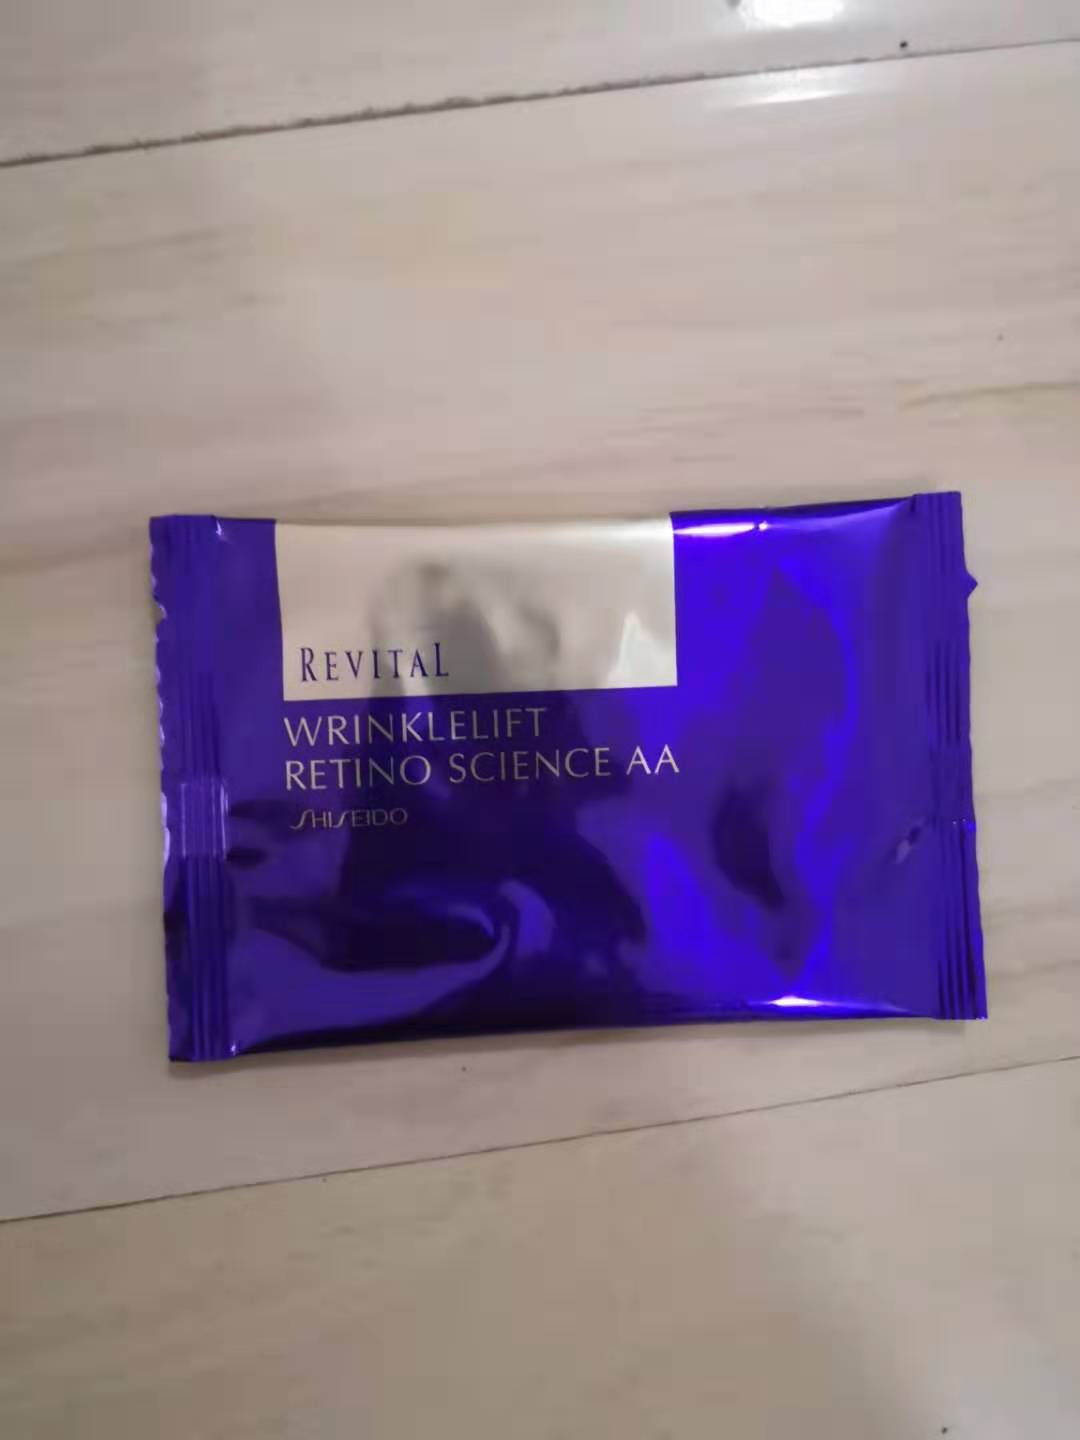 REVITAL
WRINKLELIFT
RETINO SCIENCE AA
SHISEIDO